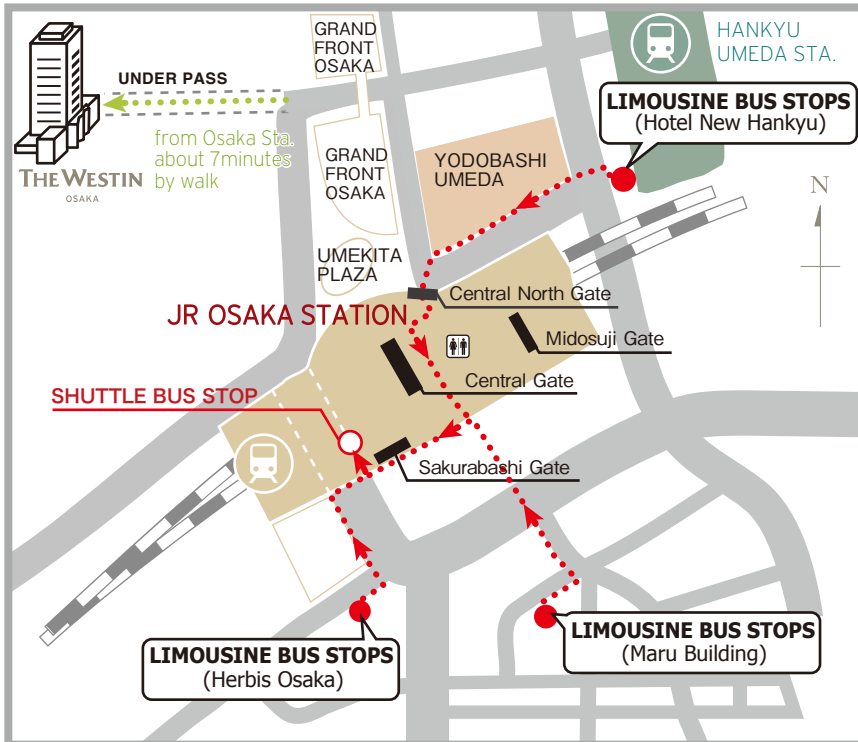 GRAND
FRONT
OSAKA
HANKYU
UMEDA STA.
UNDER PASS
LIMOUSINE BUS STOPS
(Hotel New Hankyu)
from Osaka Sta.
about 7minutes
by walk
THE WESTIN
OSAKA
GRAND
FRONT
OSAKA
YODOBASHI
UMEDA
N
UMEKITA
PLAZA
Central North Gate
JR OSAKA STATION
Midosuji Gate
Central Gate
SHUTTLE BUS STOP
Sakurabashi Gate
LIMOUSINE BUS STOPS
(Maru Building)
LIMOUSINE BUS STOPS
(Herbis Osaka)